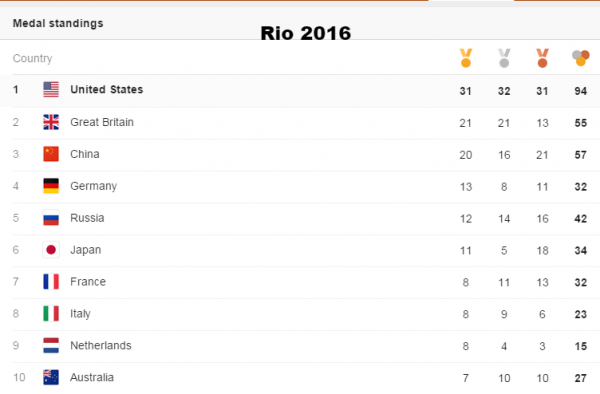 Medal standings
Rio 2016
Country
1 United States 31 32 31 94
2 Great Britain 21 21 13 55
3 China 20 16 21 57
4 Germany 13 8 11 32
5 Russia 12 14 16 42
6 Japan 11 5 18 34
7 France 8 11 13 32
8 Italy 8 9 6 23
9 Netherlands 8 4 3 15
10 Australia 7 10 10 27